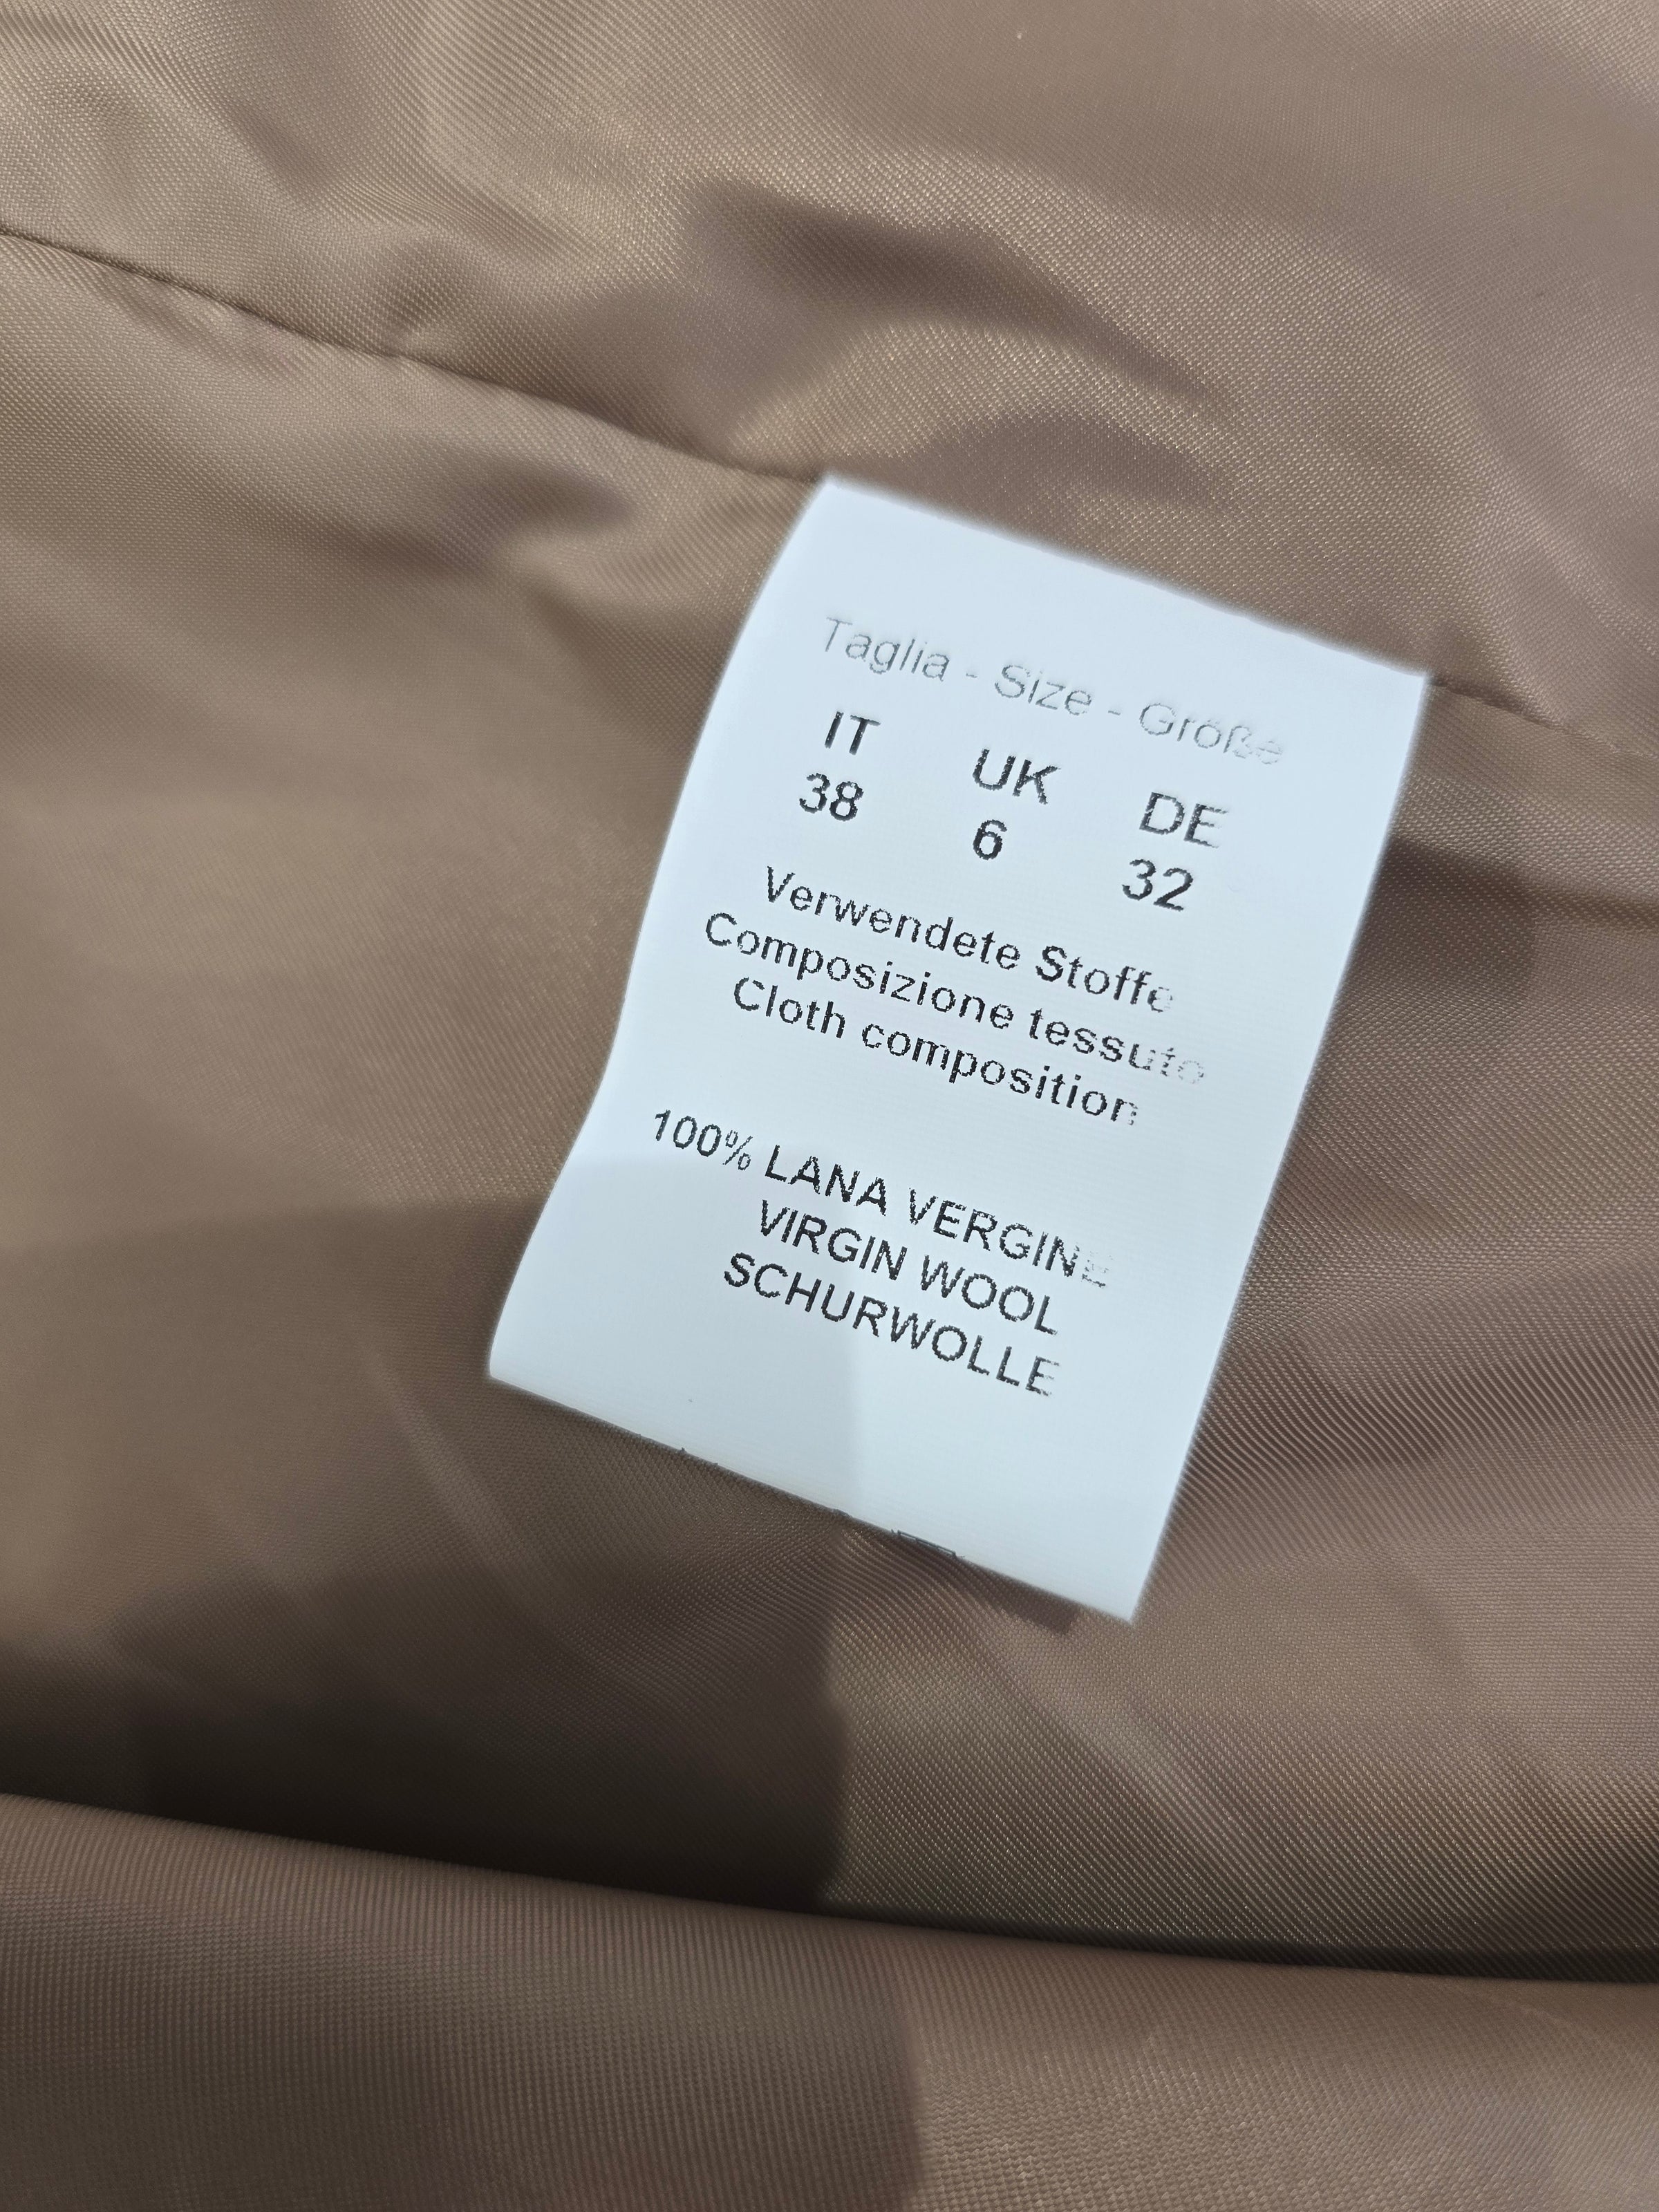 Taglia - Size - Größe
IT UK DE
38 6 32
Verwendete Stoffe
Composizione tessuto
Cloth composition
100% LANA VERGINE
VIRGIN WOOL
SCHURWOLLE